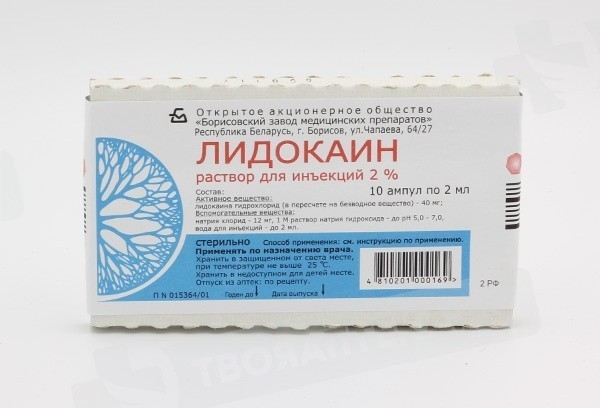 Открытое акционерное общество
«Борисовский завод медицинских препаратов»
Республика Беларусь, г. Борисов, ул.Чапаева, 64/27
ЛИДОКАИН
раствор для инъекций 2 %
10 ампул по 2 мл
Состав:
Активное вещество:
лидокаина гидрохлорид (в пересчете на безводное вещество) - 40 мг;
Вспомогательные вещества:
натрия хлорид - 12 мг, 1 М раствор натрия гидроксида - до рН 5,0 - 7,0,
вода для инъекций - до 2 мл.
стерильно Способ применения: см. инструкцию по применению.
Применять по назначению врача.
Хранить в защищенном от света месте,
при температуре не выше 25 °С.
Хранить в недоступном для детей месте.
Отпуск из аптек: по рецепту.
4 810201 000169
2 РФ
П N 015364/01 Годен до Дата выпуска